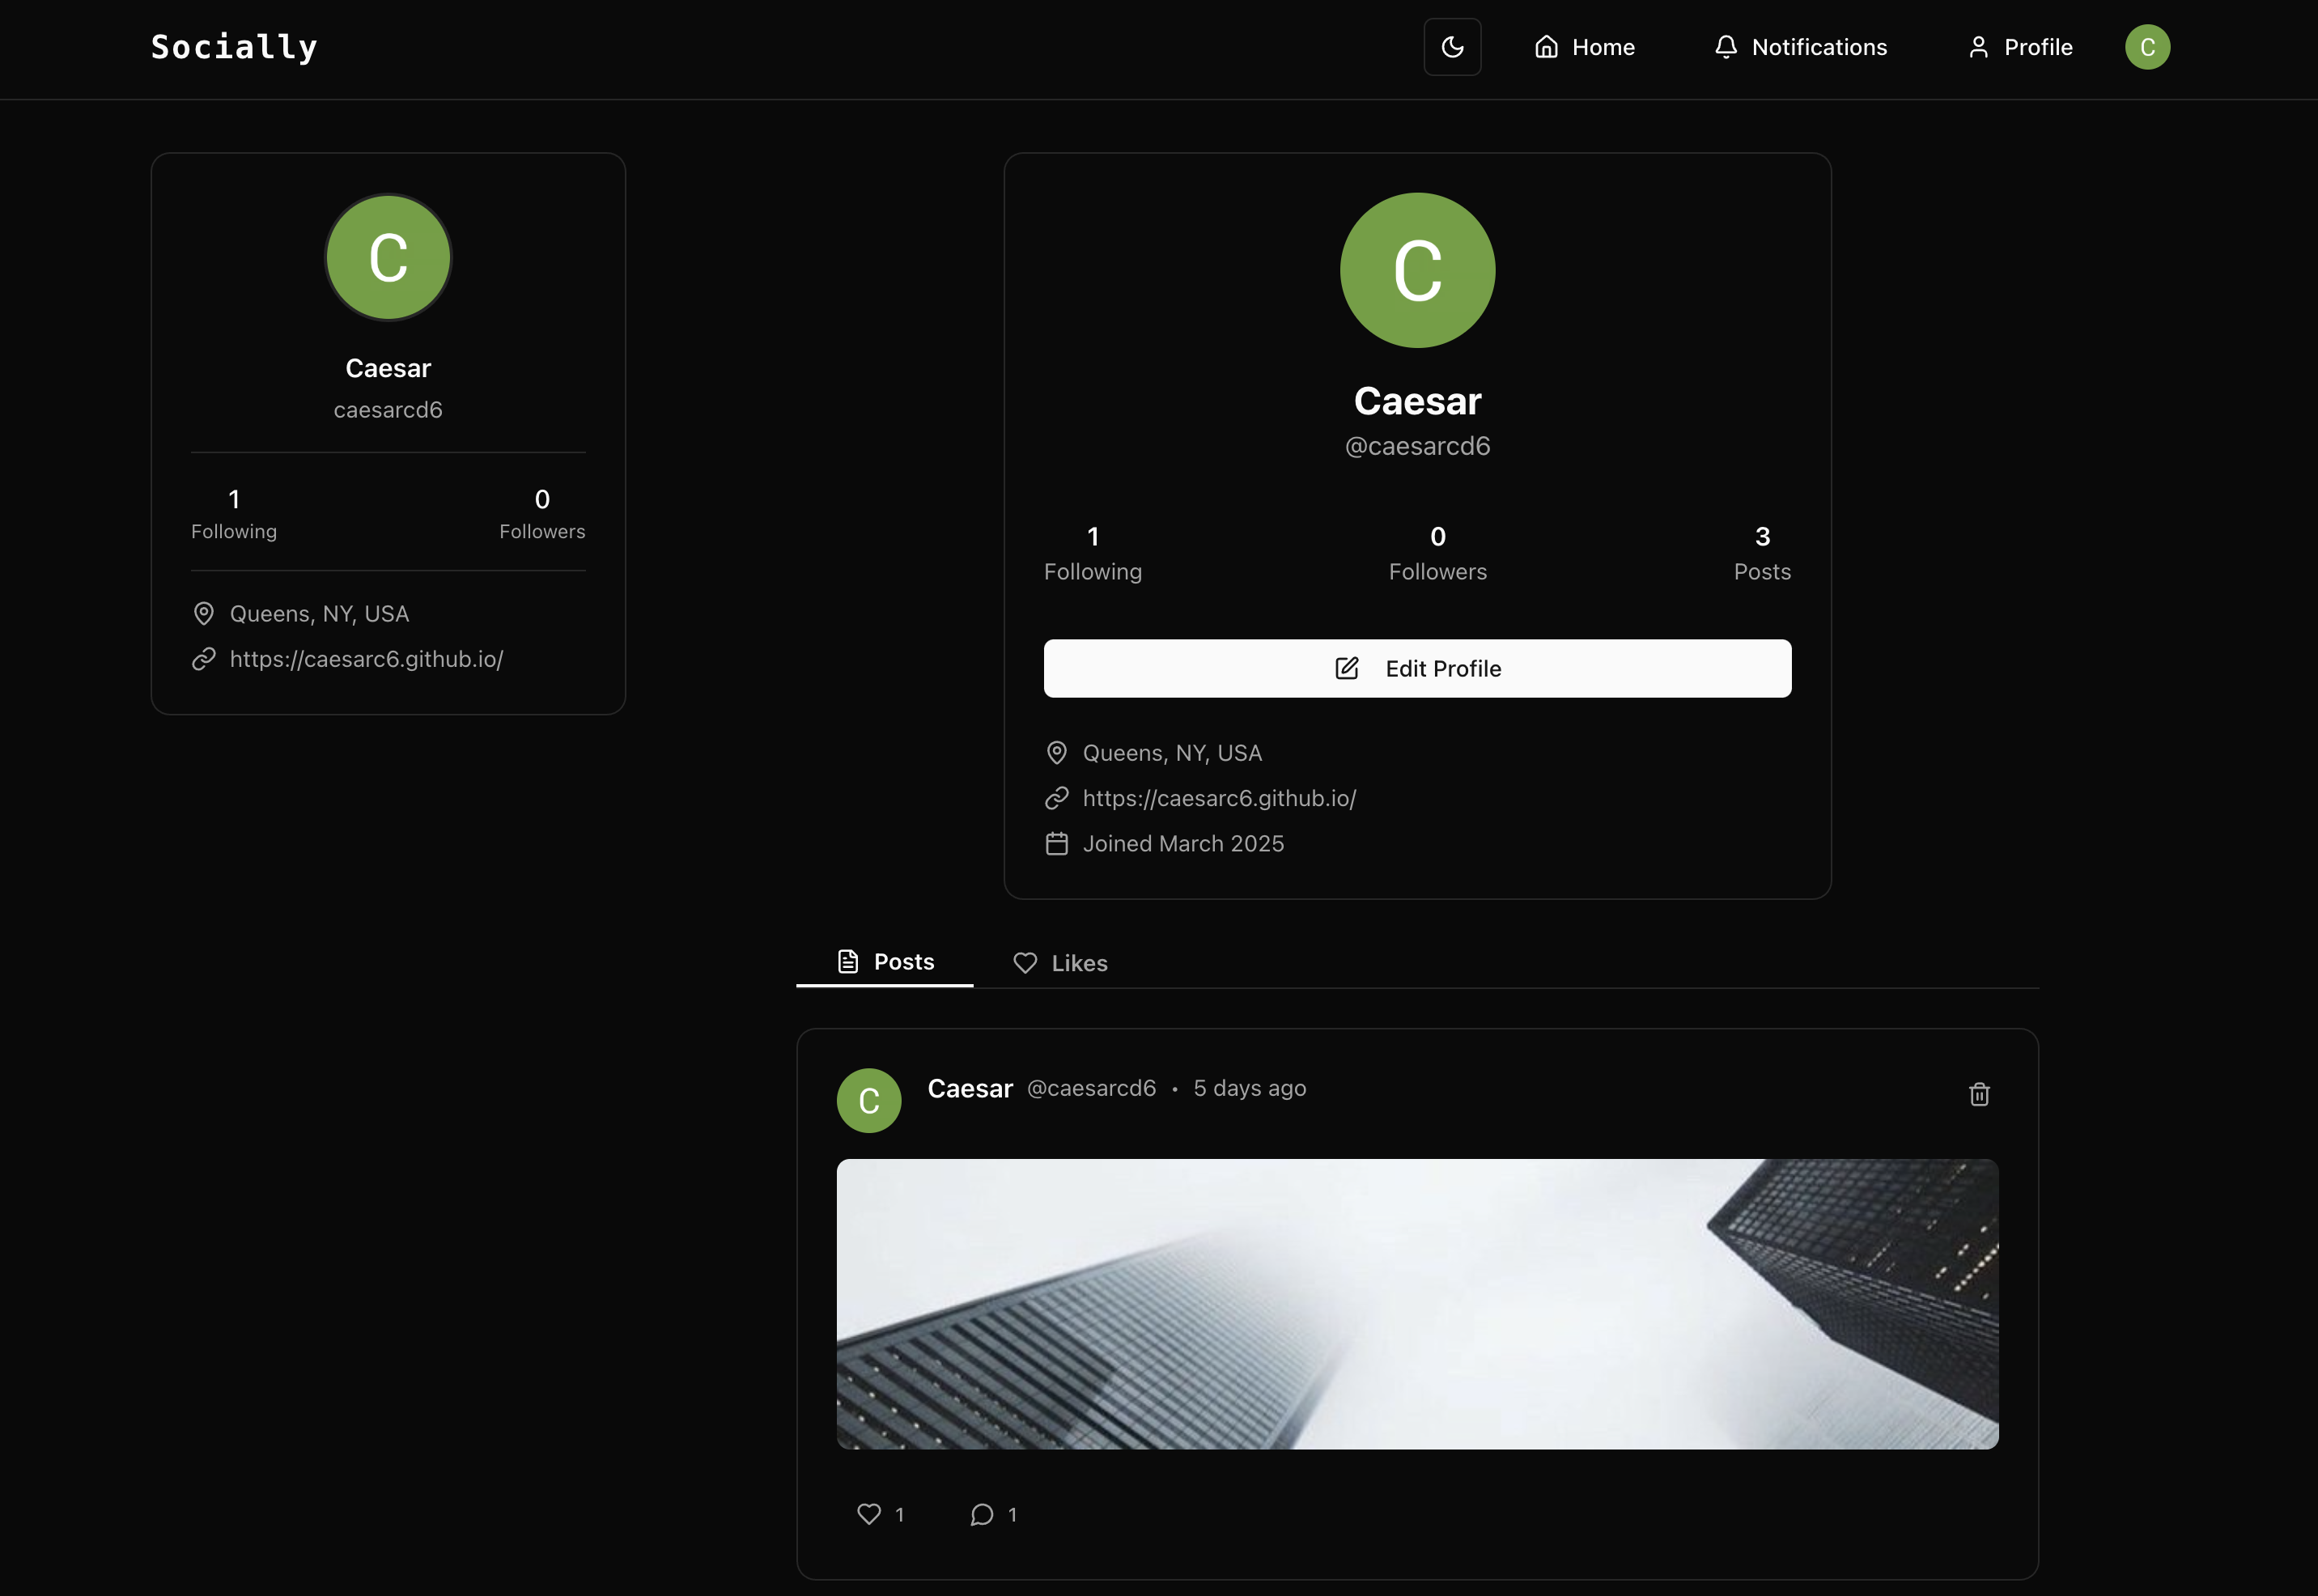 Socially
Home
Notifications
Profile
C
C
Caesar
caesarcd6
1
Following
0
Followers
Queens, NY, USA
https://caesarc6.github.io/
C
Caesar
@caesarcd6
1
Following
0
Followers
3
Posts
Edit Profile
Queens, NY, USA
https://caesarc6.github.io/
Joined March 2025
Posts
Likes
C
Caesar @caesarcd6 • 5 days ago
1
1